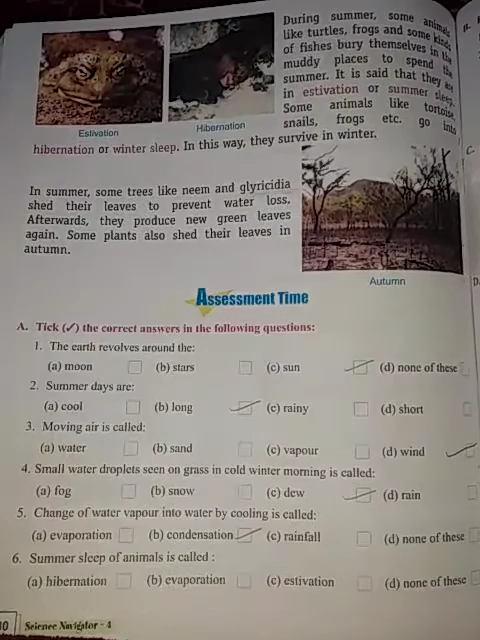 During summer, some animals
like turtles, frogs and some kinds
of fishes bury themselves in the
muddy places to spend the
summer. It is said that they are
in estivation or summer sleep.
Some animals like tortoise,
snails, frogs etc. go into
Estivation
Hibernation
hibernation or winter sleep. In this way, they survive in winter.
In summer, some trees like neem and glyricidia
shed their leaves to prevent water loss.
Afterwards, they produce new green leaves
again. Some plants also shed their leaves in
autumn.
Autumn
Assessment Time
A. Tick (✓) the correct answers in the following questions:
1. The earth revolves around the:
(a) moon (b) stars (c) sun (d) none of these
2. Summer days are:
(a) cool (b) long (c) rainy (d) short
3. Moving air is called:
(a) water (b) sand (c) vapour (d) wind
4. Small water droplets seen on grass in cold winter morning is called:
(a) fog (b) snow (c) dew (d) rain
5. Change of water vapour into water by cooling is called:
(a) evaporation (b) condensation (c) rainfall (d) none of these
6. Summer sleep of animals is called :
(a) hibernation (b) evaporation (c) estivation (d) none of these
Science Navigator - 4
B.
C.
D.